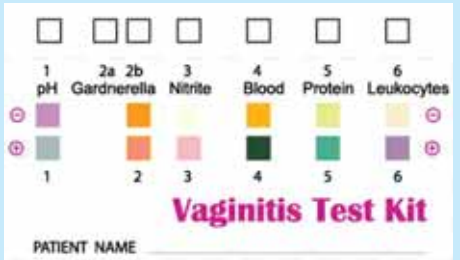 1 2a 2b 3 4 5 6
pH Gardnerella Nitrite Blood Protein Leukocytes
1 2 3 4 5 6
Vaginitis Test Kit
PATIENT NAME